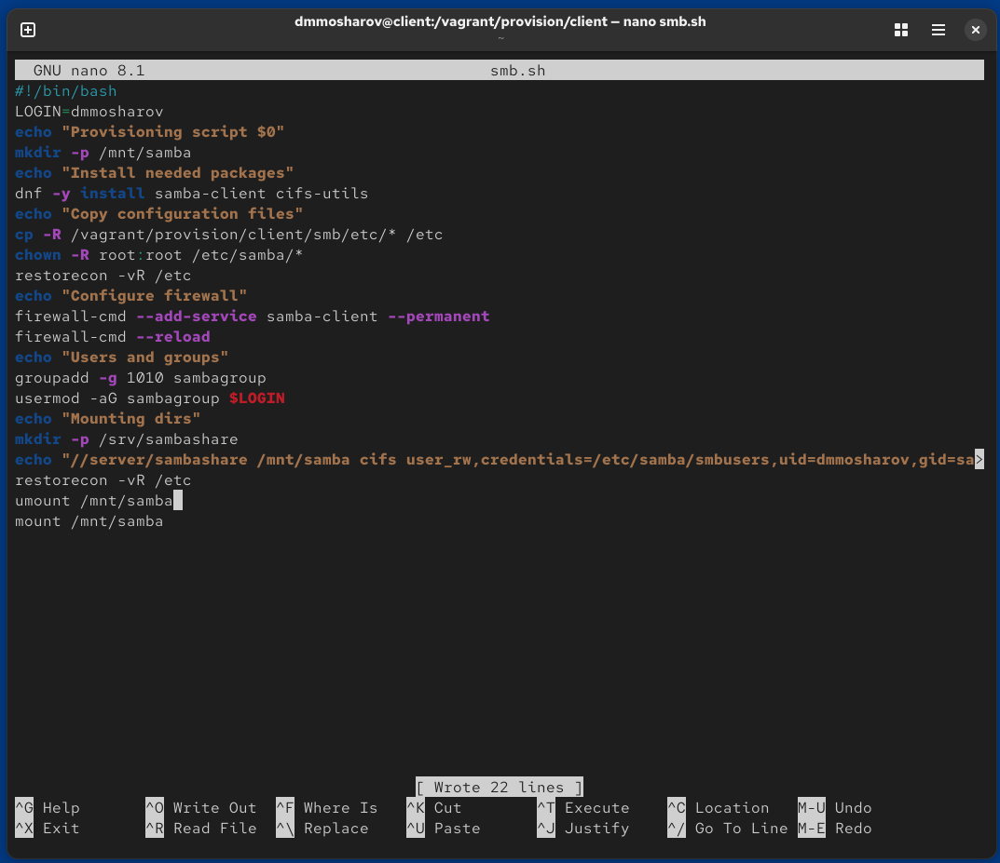 dmmosharov@client:/vagrant/provision/client — nano smb.sh
~
GNU nano 8.1 smb.sh
#!/bin/bash
LOGIN=dmmosharov
echo "Provisioning script $0"
mkdir -p /mnt/samba
echo "Install needed packages"
dnf -y install samba-client cifs-utils
echo "Copy configuration files"
cp -R /vagrant/provision/client/smb/etc/* /etc
chown -R root:root /etc/samba/*
restorecon -vR /etc
echo "Configure firewall"
firewall-cmd --add-service samba-client --permanent
firewall-cmd --reload
echo "Users and groups"
groupadd -g 1010 sambagroup
usermod -aG sambagroup $LOGIN
echo "Mounting dirs"
mkdir -p /srv/sambashare
echo "//server/sambashare /mnt/samba cifs user_rw,credentials=/etc/samba/smbusers,uid=dmmosharov,gid=sa>
restorecon -vR /etc
umount /mnt/samba
mount /mnt/samba
[ Wrote 22 lines ]
^G Help ^O Write Out ^F Where Is ^K Cut ^T Execute ^C Location M-U Undo
^X Exit ^R Read File ^\ Replace ^U Paste ^J Justify ^/ Go To Line M-E Redo